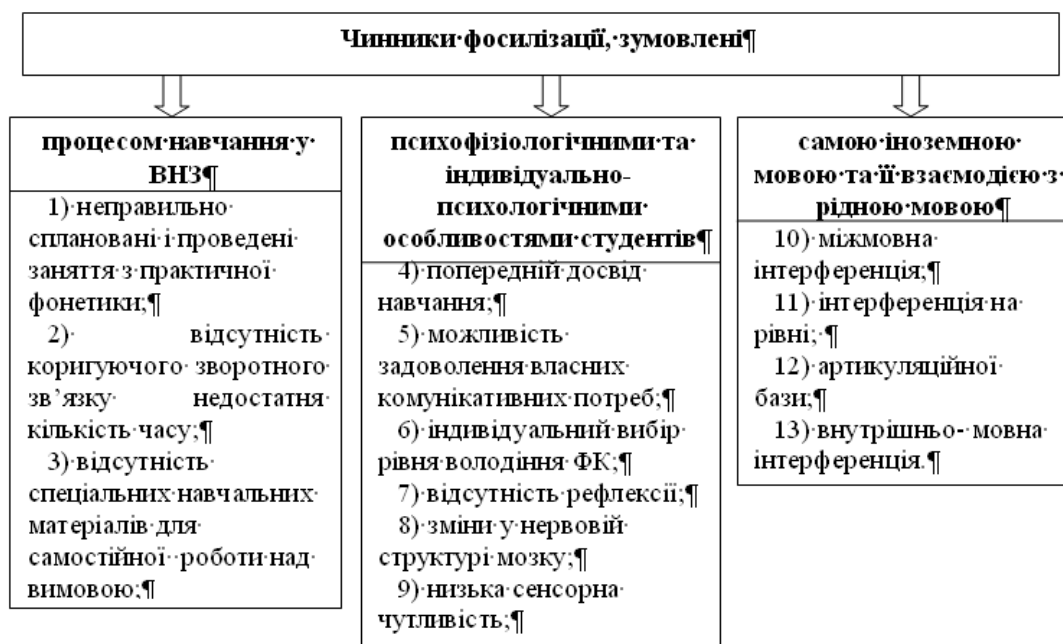 Чинники·фосилізації,·зумовлені¶
процесом·навчання·у·
ВНЗ¶
1)·неправильно·
сплановані·і·проведені·
заняття·з·практичної·
фонетики;¶
2)· відсутність·
коригуючого·зворотного·
зв’язку· недостатня·
кількість·часу;¶
3)·відсутність·
спеціальних·навчальних·
матеріалів·для·
самостійної··роботи·над·
вимовою;¶
психофізіологічними·та·
індивідуально-
психологічними·
особливостями·студентів¶
4)·попередній·досвід·
навчання;¶
5)·можливість·
задоволення·власних·
комунікативних·потреб;¶
6)·індивідуальний·вибір·
рівня·володіння·ФК;¶
7)·відсутність·рефлексії;¶
8)·зміни·у·нервовій·
структурі·мозку;¶
9)·низька·сенсорна·
чутливість;¶
самою·іноземною·
мовою·та·її·взаємодією·з·
рідною·мовою¶
10)·міжмовна·
інтерференція;¶
11)·інтерференція·на·
рівні;·¶
12)·артикуляційної·
бази;¶
13)·внутрішньо-·мовна·
інтерференція.¶